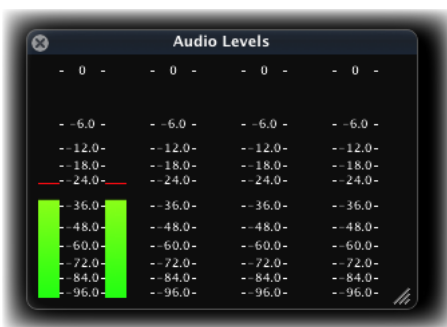 Audio Levels
- 0 - - 0 - - 0 - - 0 -
- -6.0 - - -6.0 - - -6.0 - - -6.0 -
--12.0- --12.0- --12.0- --12.0-
--18.0- --18.0- --18.0- --18.0-
--24.0- --24.0- --24.0- --24.0-
--36.0- --36.0- --36.0- --36.0-
--48.0- --48.0- --48.0- --48.0-
--60.0- --60.0- --60.0- --60.0-
--72.0- --72.0- --72.0- --72.0-
--84.0- --84.0- --84.0- --84.0-
--96.0- --96.0- --96.0- --96.0-